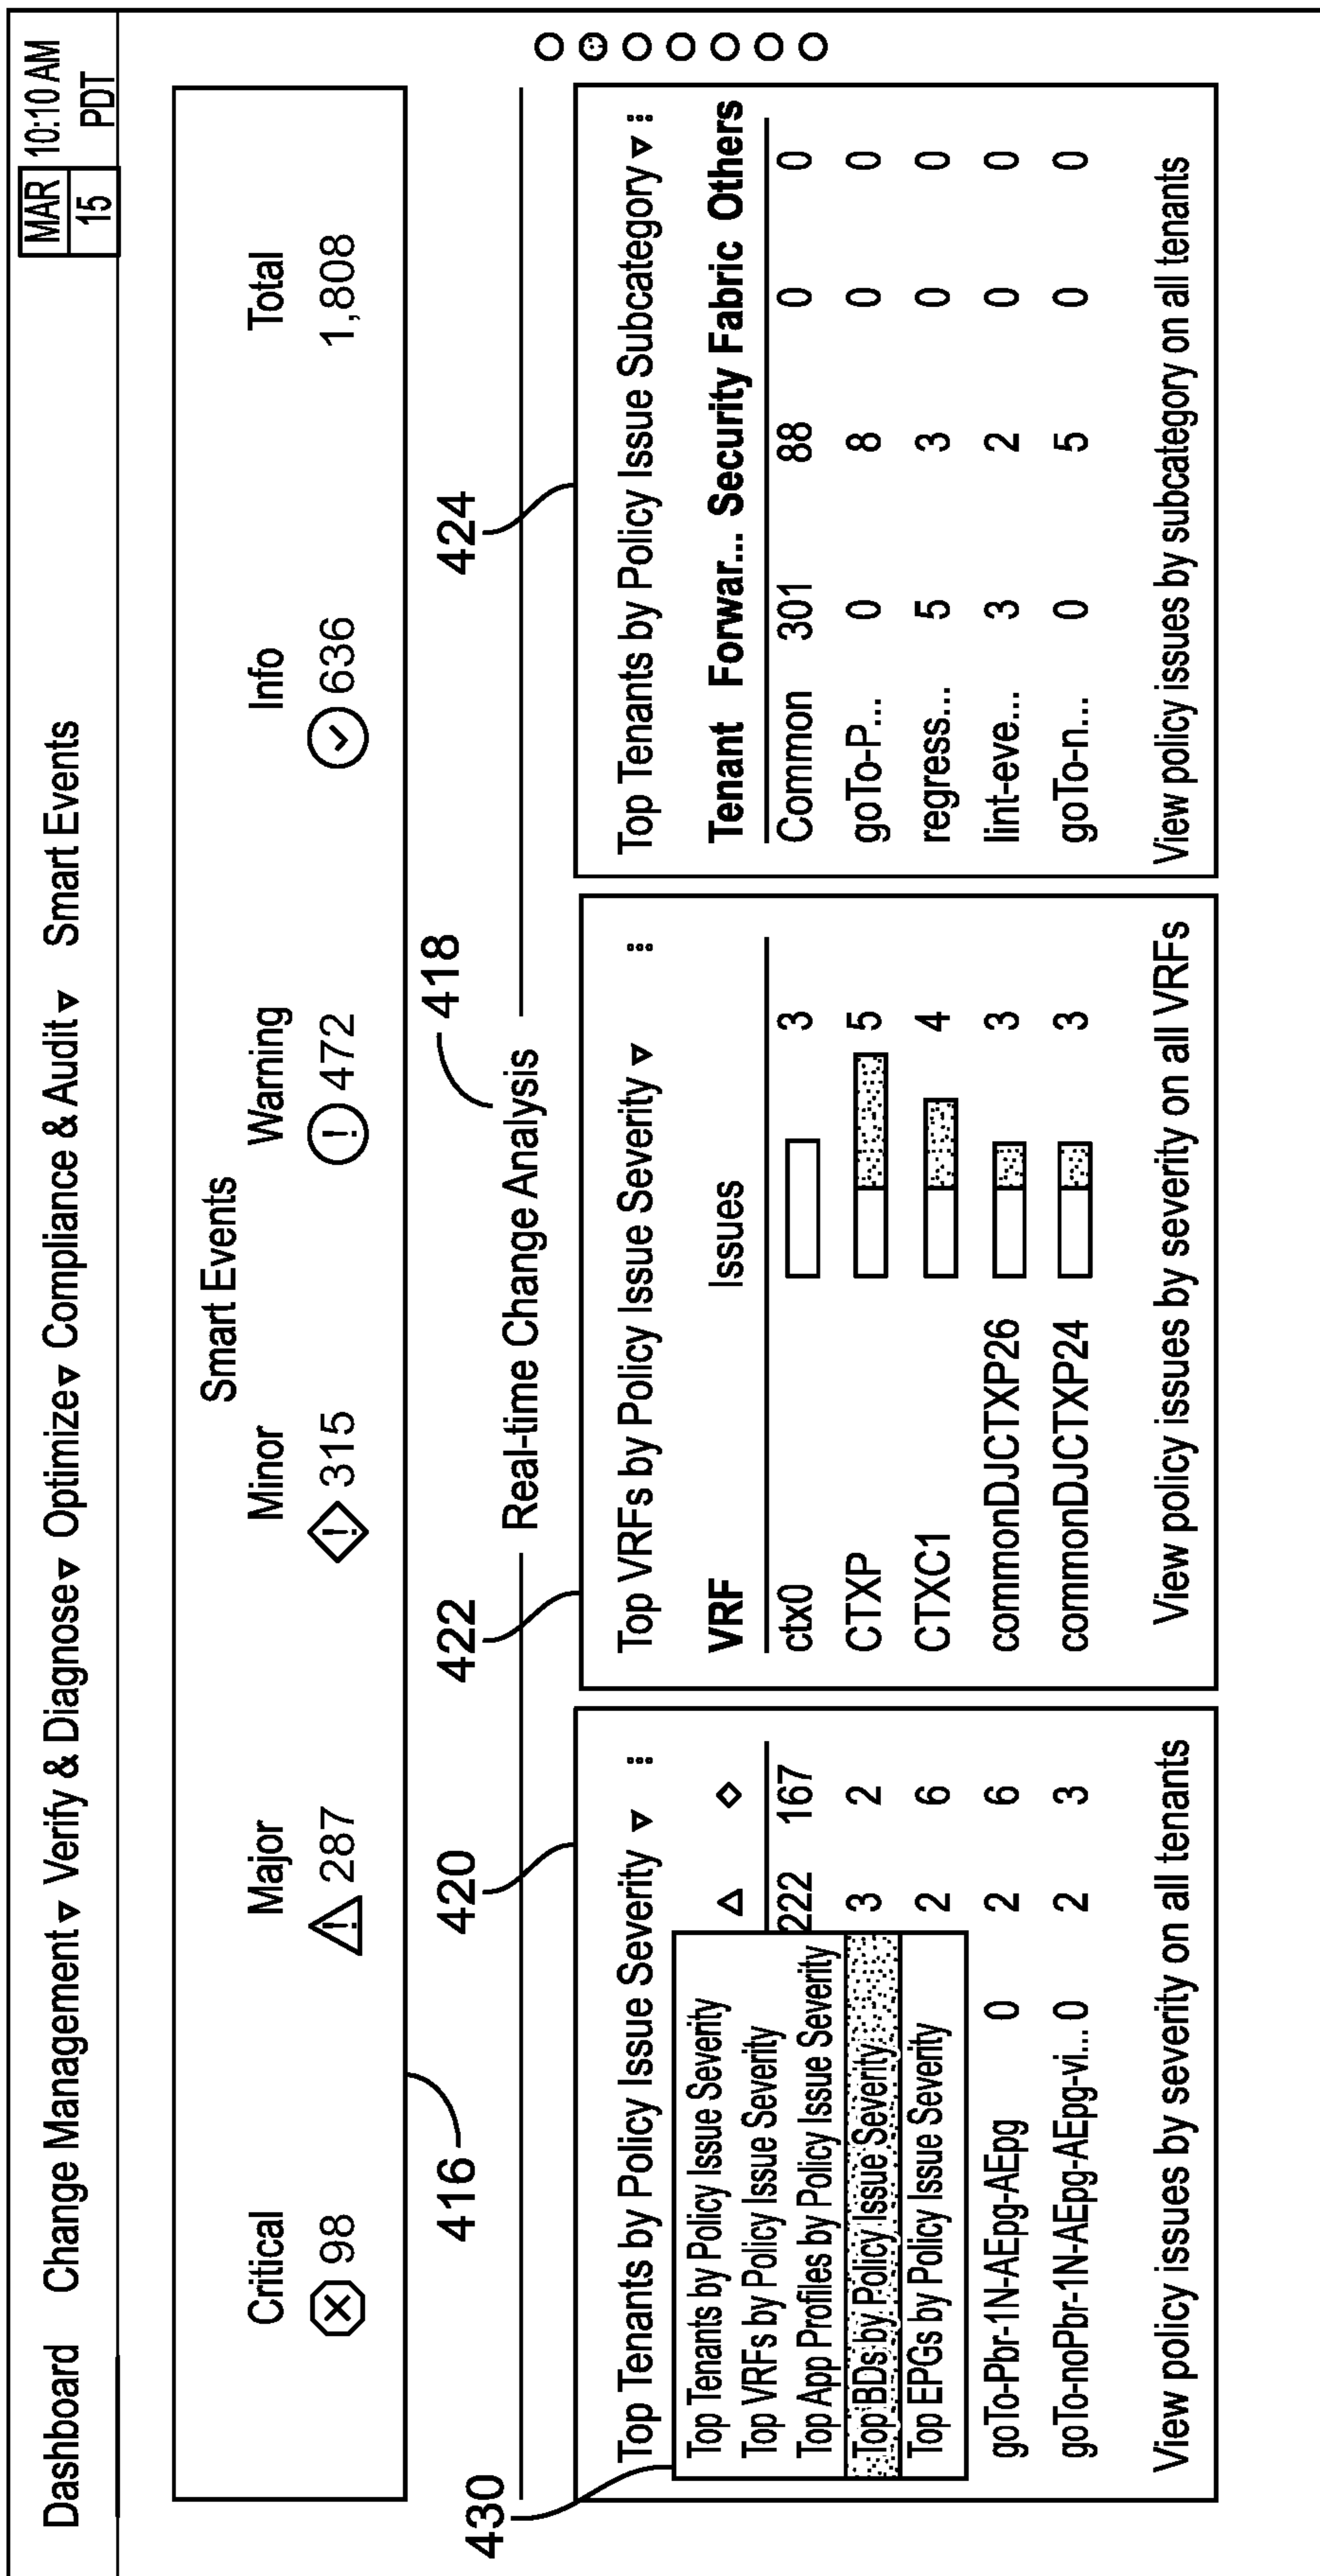 Dashboard Change Management Verify & Diagnose Optimize Compliance & Audit Smart Events MAR 15 10:10 AM PDT
Smart Events
Critical Major Minor Warning Info Total
98 287 315 472 636 1,808
416
418
Real-time Change Analysis
430 420 422 424
Top Tenants by Policy Issue Severity
Top Tenants by Policy Issue Severity
Top VRFs by Policy Issue Severity
Top App Profiles by Policy Issue Severity
Top BDs by Policy Issue Severity
Top EPGs by Policy Issue Severity
222 167
3 2
2 6
goTo-Pbr-1N-AEpg-AEpg 0 2 6
goTo-noPbr-1N-AEpg-AEpg-vi... 0 2 3
View policy issues by severity on all tenants
Top VRFs by Policy Issue Severity
VRF Issues
ctx0 3
CTXP 5
CTXC1 4
commonDJCTXP26 3
commonDJCTXP24 3
View policy issues by severity on all VRFs
Top Tenants by Policy Issue Subcategory
Tenant Forwar... Security Fabric Others
Common 301 88 0 0
goTo-P... 0 8 0 0
regress... 5 3 0 0
lint-eve... 3 2 0 0
goTo-n... 0 5 0 0
View policy issues by subcategory on all tenants